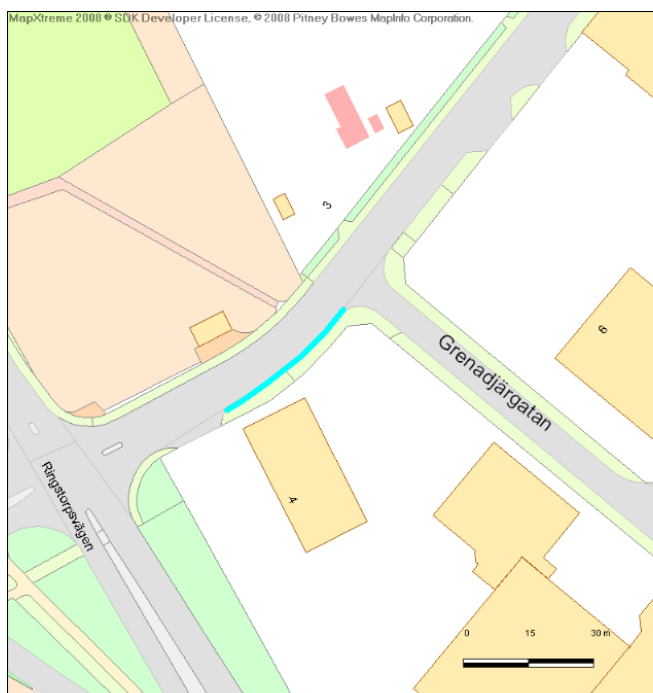 MapXtreme 2008 ® SDK Developer License, © 2008 Pitney Bowes MapInfo Corporation.
3
6
Grenadjärgatan
4
Ringstorpsvägen
0 15 30 m